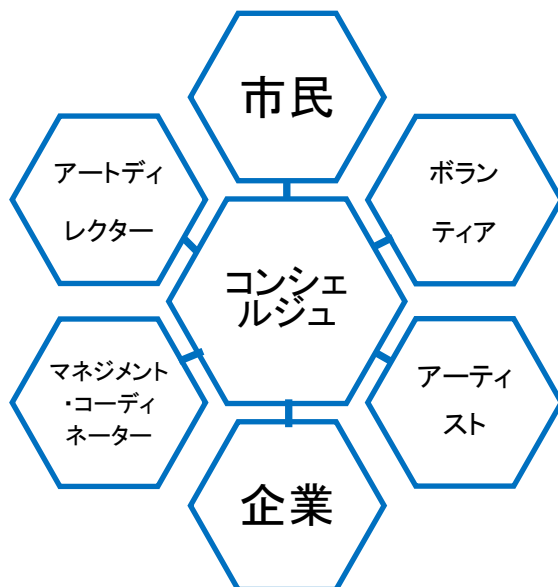 市民
アートディ
レクター
ボラン
ティア
コンシェ
ルジュ
マネジメント
・コーディ
ネーター
アーティ
スト
企業